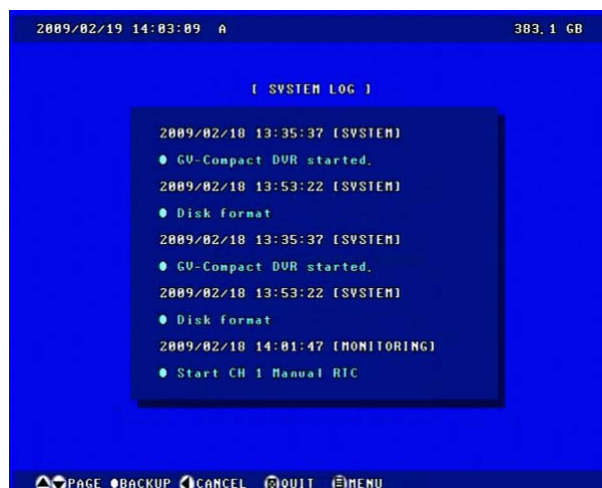 2009/02/19 14:03:09 A 383.1 GB
[ SYSTEM LOG ]
2009/02/18 13:35:37 [SYSTEM]
GV-Compact DVR started.
2009/02/18 13:53:22 [SYSTEM]
Disk format
2009/02/18 13:35:37 [SYSTEM]
GV-Compact DVR started.
2009/02/18 13:53:22 [SYSTEM]
Disk format
2009/02/18 14:01:47 [MONITORING]
Start CH 1 Manual RTC
PAGE BACKUP CANCEL QUIT MENU